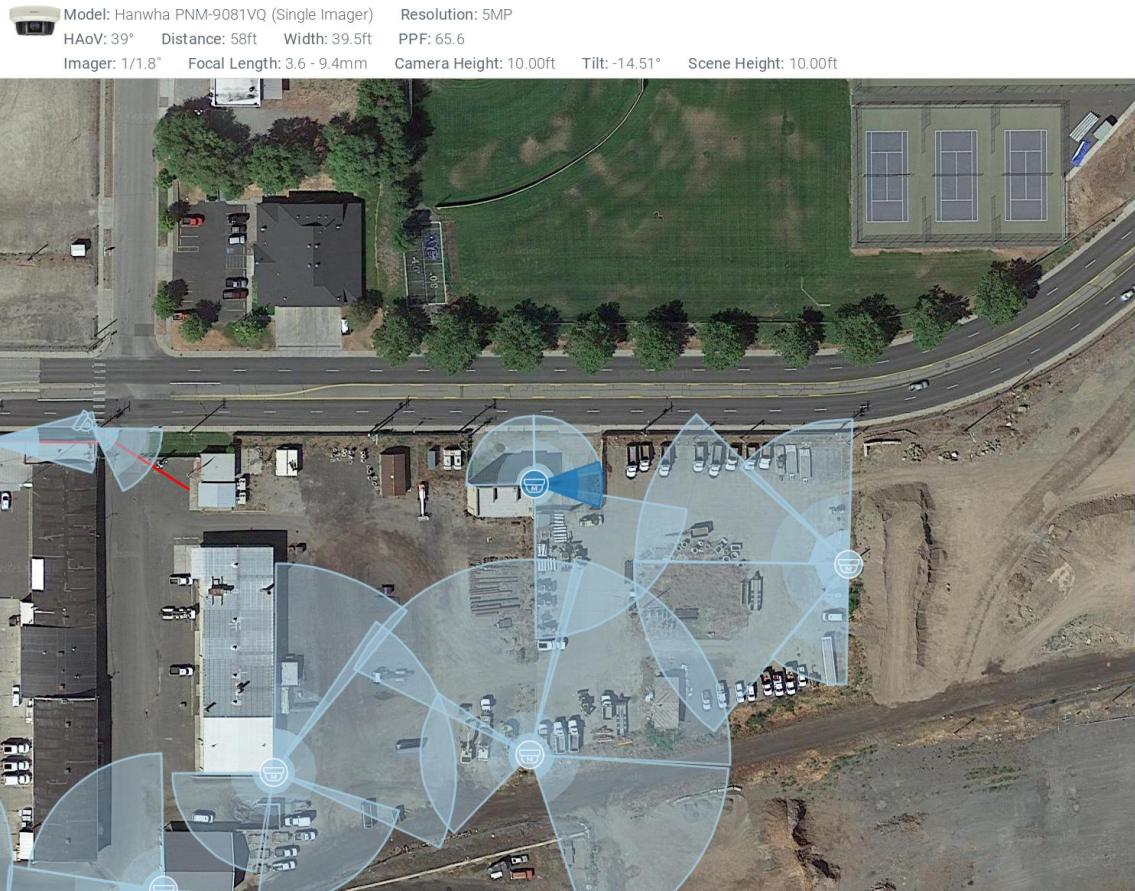 Model: Hanwha PNM-9081VQ (Single Imager) Resolution: 5MP
HAoV: 39° Distance: 58ft Width: 39.5ft PPF: 65.6
Imager: 1/1.8" Focal Length: 3.6 - 9.4mm Camera Height: 10.00ft Tilt: -14.51° Scene Height: 10.00ft
M
M
M
M